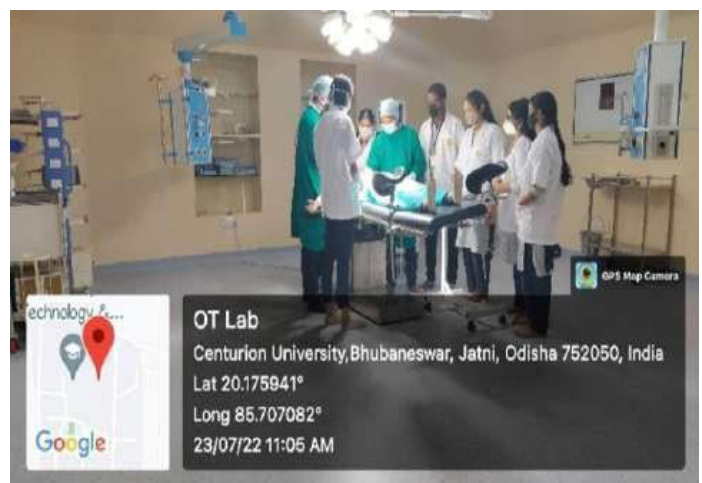 GPS Map Camera
echnology &...
Google
OT Lab
Centurion University,Bhubaneswar, Jatni, Odisha 752050, India
Lat 20.175941°
Long 85.707082°
23/07/22 11:05 AM